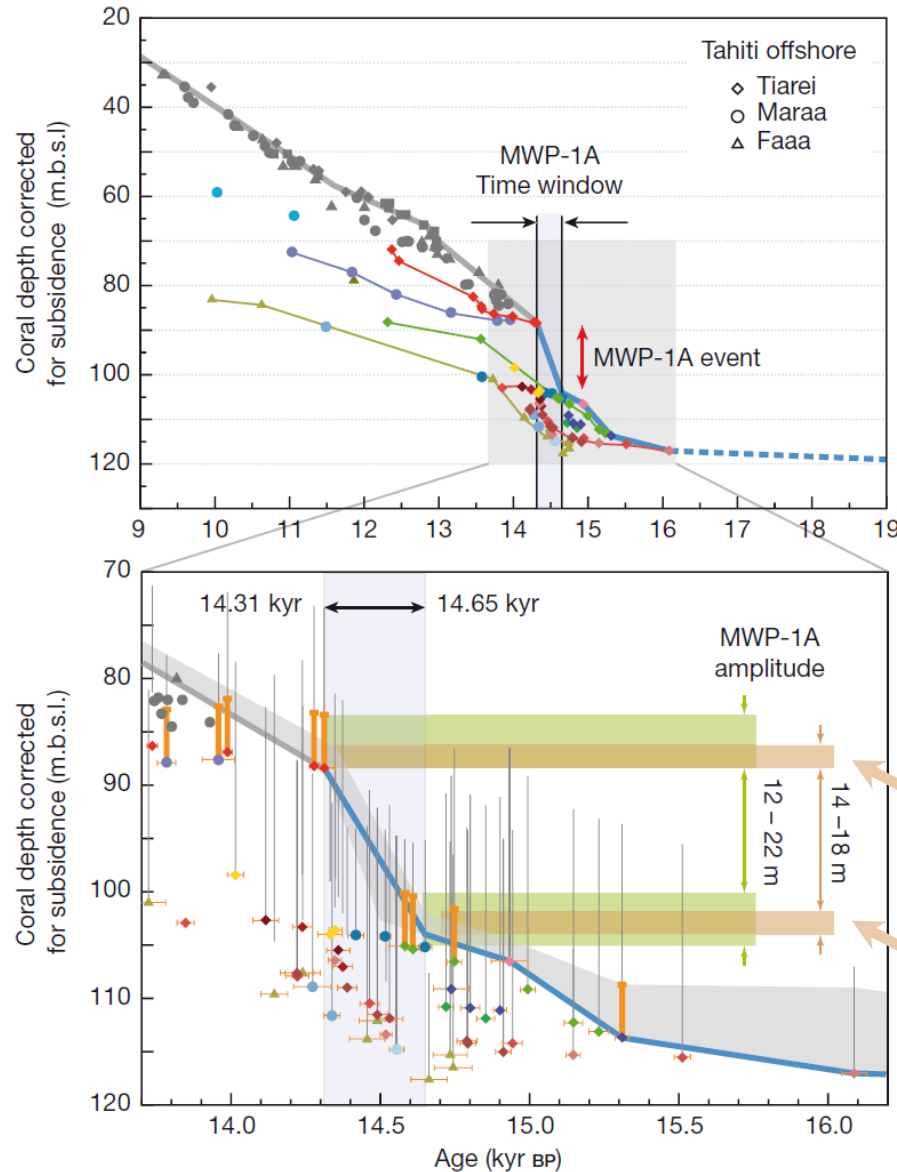 20
40
60
80
100
120
Coral depth corrected
for subsidence (m.b.s.l.)
Tahiti offshore
Tiarei
Maraa
Faaa
MWP-1A
Time window
MWP-1A event
9 10 11 12 13 14 15 16 17 18 19
70
80
90
100
110
120
Coral depth corrected
for subsidence (m.b.s.l.)
14.31 kyr
14.65 kyr
MWP-1A
amplitude
12 – 22 m
14 –18 m
14.0 14.5 15.0 15.5 16.0
Age (kyr BP)